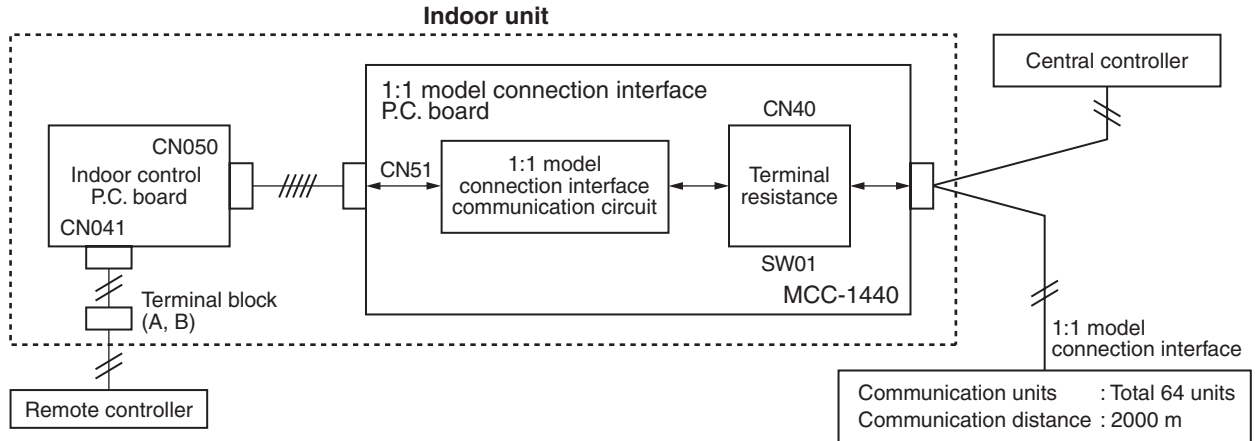 Indoor unit
Central controller
1:1 model connection interface
P.C. board
CN40
CN050
Indoor control
P.C. board
CN041
CN51
1:1 model
connection interface
communication circuit
Terminal
resistance
SW01
MCC-1440
Terminal block
(A, B)
1:1 model
connection interface
Remote controller
Communication units : Total 64 units
Communication distance : 2000 m